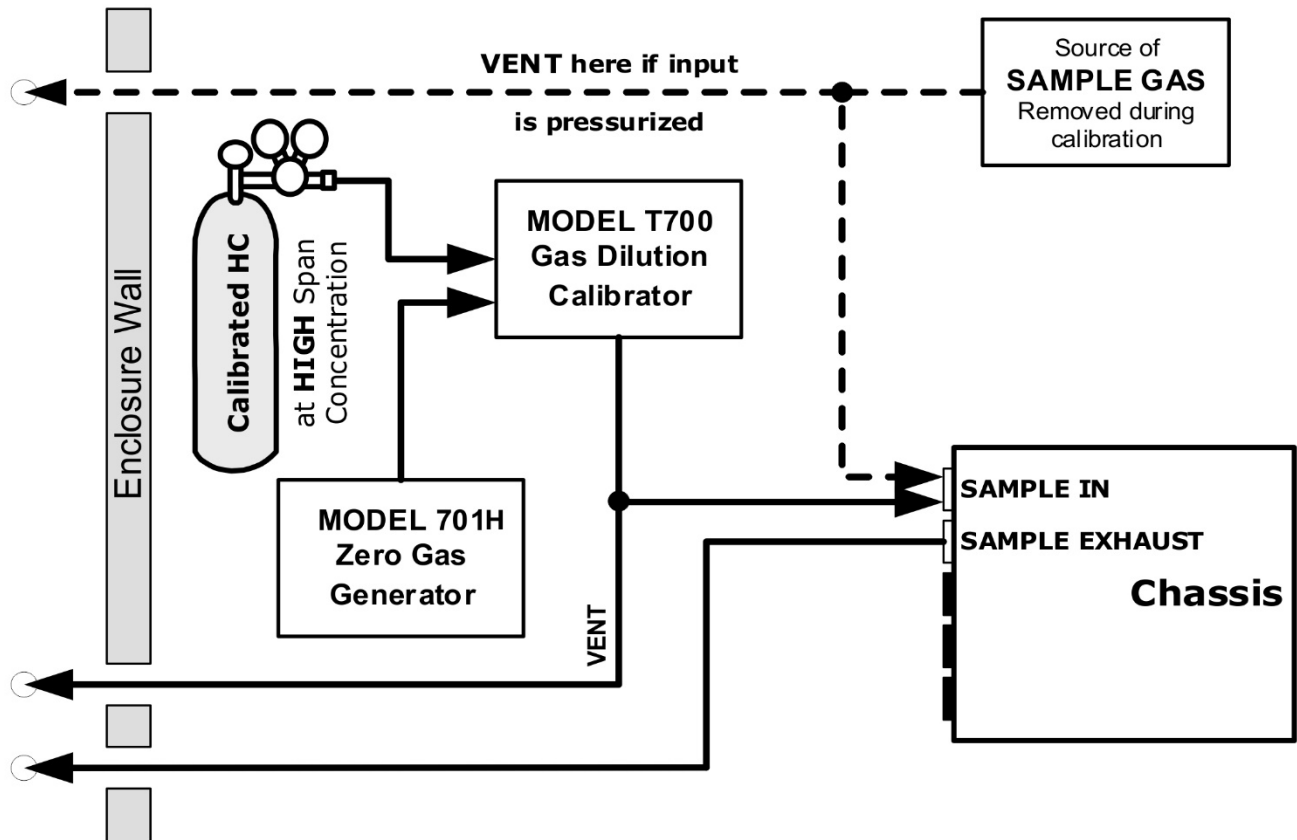 VENT here if input
is pressurized
Source of
SAMPLE GAS
Removed during
calibration
Enclosure Wall
Calibrated HC
at HIGH Span
Concentration
MODEL T700
Gas Dilution
Calibrator
MODEL 701H
Zero Gas
Generator
VENT
SAMPLE IN
SAMPLE EXHAUST
Chassis